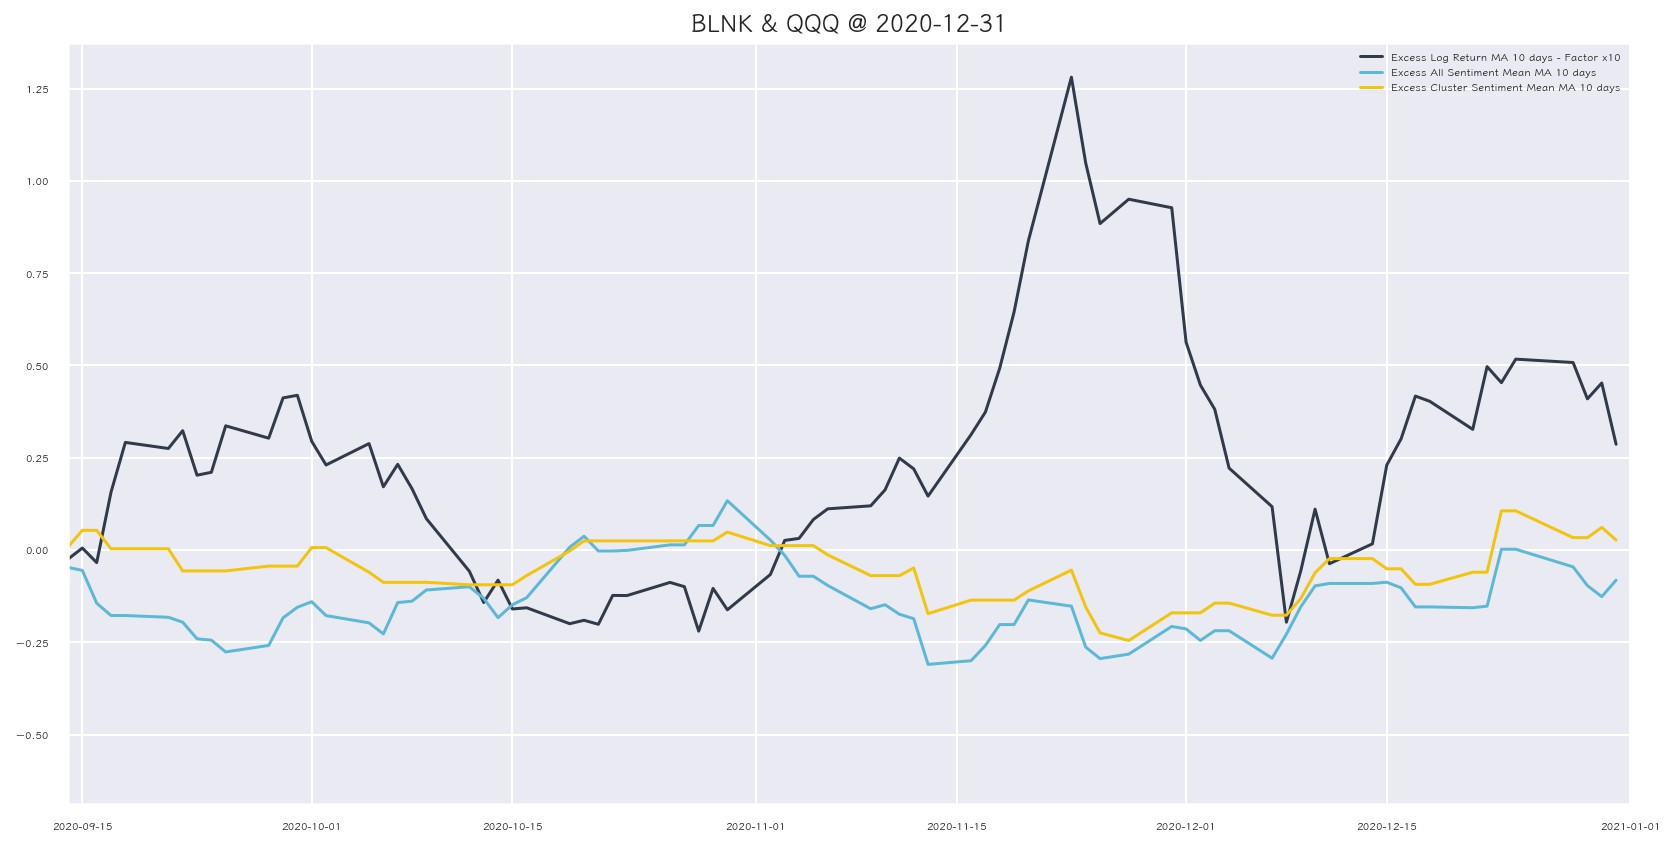 BLNK & QQQ @ 2020-12-31
Excess Log Return MA 10 days - Factor x10
Excess All Sentiment Mean MA 10 days
Excess Cluster Sentiment Mean MA 10 days
1.25
1.00
0.75
0.50
0.25
0.00
−0.25
−0.50
2020-09-15 2020-10-01 2020-10-15 2020-11-01 2020-11-15 2020-12-01 2020-12-15 2021-01-01